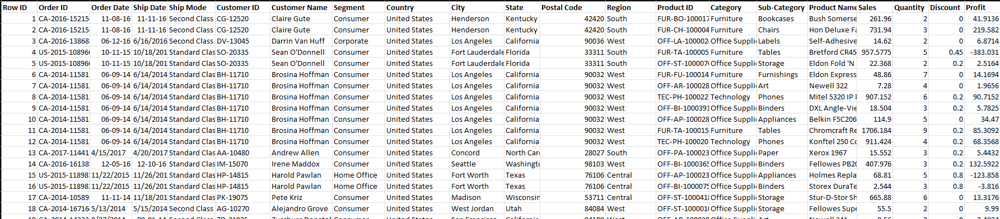 Row ID Order ID Order Date Ship Date Ship Mode Customer ID Customer Name Segment Country City State Postal Code Region Product ID Category Sub-Category Product Name Sales Quantity Discount Profit
1 CA-2016-15215 11-08-16 11-11-16 Second Class CG-12520 Claire Gute Consumer United States Henderson Kentucky 42420 South FUR-BO-100017 Furniture Bookcases Bush Somerse 261.96 2 0 41.9136
2 CA-2016-15215 11-08-16 11-11-16 Second Class CG-12520 Claire Gute Consumer United States Henderson Kentucky 42420 South FUR-CH-100004 Furniture Chairs Hon Deluxe Fa 731.94 3 0 219.582
3 CA-2016-13868 06-12-16 6/16/2016 Second Class DV-13045 Darrin Van Huff Corporate United States Los Angeles California 90036 West OFF-LA-100002 Office Suppli Labels Self-Adhesive 14.62 2 0 6.8714
4 US-2015-10896 10-11-15 10/18/201 Standard Clas SO-20335 Sean O'Donnell Consumer United States Fort Lauderdale Florida 33311 South FUR-TA-100005 Furniture Tables Bretford CR45 957.5775 5 0.45 -383.031
5 US-2015-10896 10-11-15 10/18/201 Standard Clas SO-20335 Sean O'Donnell Consumer United States Fort Lauderdale Florida 33311 South OFF-ST-100007 Office Suppli Storage Eldon Fold 'N 22.368 2 0.2 2.5164
6 CA-2014-11581 06-09-14 6/14/2014 Standard Clas BH-11710 Brosina Hoffman Consumer United States Los Angeles California 90032 West FUR-FU-100014 Furniture Furnishings Eldon Express 48.86 7 0 14.1694
7 CA-2014-11581 06-09-14 6/14/2014 Standard Clas BH-11710 Brosina Hoffman Consumer United States Los Angeles California 90032 West OFF-AR-100028 Office Suppli Art Newell 322 7.28 4 0 1.9656
8 CA-2014-11581 06-09-14 6/14/2014 Standard Clas BH-11710 Brosina Hoffman Consumer United States Los Angeles California 90032 West TEC-PH-100022 Technology Phones Mitel 5320 IP 907.152 6 0.2 90.7152
9 CA-2014-11581 06-09-14 6/14/2014 Standard Clas BH-11710 Brosina Hoffman Consumer United States Los Angeles California 90032 West OFF-BI-1000391 Office Suppli Binders DXL Angle-Vie 18.504 3 0.2 5.7825
10 CA-2014-11581 06-09-14 6/14/2014 Standard Clas BH-11710 Brosina Hoffman Consumer United States Los Angeles California 90032 West OFF-AP-100028 Office Suppli Appliances Belkin F5C206 114.9 5 0 34.47
11 CA-2014-11581 06-09-14 6/14/2014 Standard Clas BH-11710 Brosina Hoffman Consumer United States Los Angeles California 90032 West FUR-TA-100015 Furniture Tables Chromcraft Re 1706.184 9 0.2 85.3092
12 CA-2014-11581 06-09-14 6/14/2014 Standard Clas BH-11710 Brosina Hoffman Consumer United States Los Angeles California 90032 West TEC-PH-100020 Technology Phones Konftel 250 Co 911.424 4 0.2 68.3568
13 CA-2017-11441 4/15/2017 4/20/2017 Standard Clas AA-10480 Andrew Allen Consumer United States Concord North Car 28027 South OFF-PA-100023 Office Suppli Paper Xerox 1967 15.552 3 0.2 5.4432
14 CA-2016-16138 12-05-16 12-10-16 Standard Clas IM-15070 Irene Maddox Consumer United States Seattle Washingt 98103 West OFF-BI-100036 Office Suppli Binders Fellowes PB20 407.976 3 0.2 132.5922
15 US-2015-11898 11/22/2015 11/26/201 Standard Clas HP-14815 Harold Pawlan Home Office United States Fort Worth Texas 76106 Central OFF-AP-100023 Office Suppli Appliances Holmes Repla 68.81 5 0.8 -123.858
16 US-2015-11898 11/22/2015 11/26/201 Standard Clas HP-14815 Harold Pawlan Home Office United States Fort Worth Texas 76106 Central OFF-BI-1000075 Office Suppli Binders Storex DuraTe 2.544 3 0.8 -3.816
17 CA-2014-10589 11-11-14 11/18/201 Standard Clas PK-19075 Pete Kriz Consumer United States Madison Wisconsin 53711 Central OFF-ST-100041 Office Suppli Storage Stur-D-Stor Sh 665.88 6 0 13.3176
18 CA-2014-16716 5/13/2014 5/15/2014 Second Class AG-10270 Alejandro Grove Consumer United States West Jordan Utah 84084 West OFF-ST-100001 Office Suppli Storage Fellowes Supe 55.5 2 0 9.99